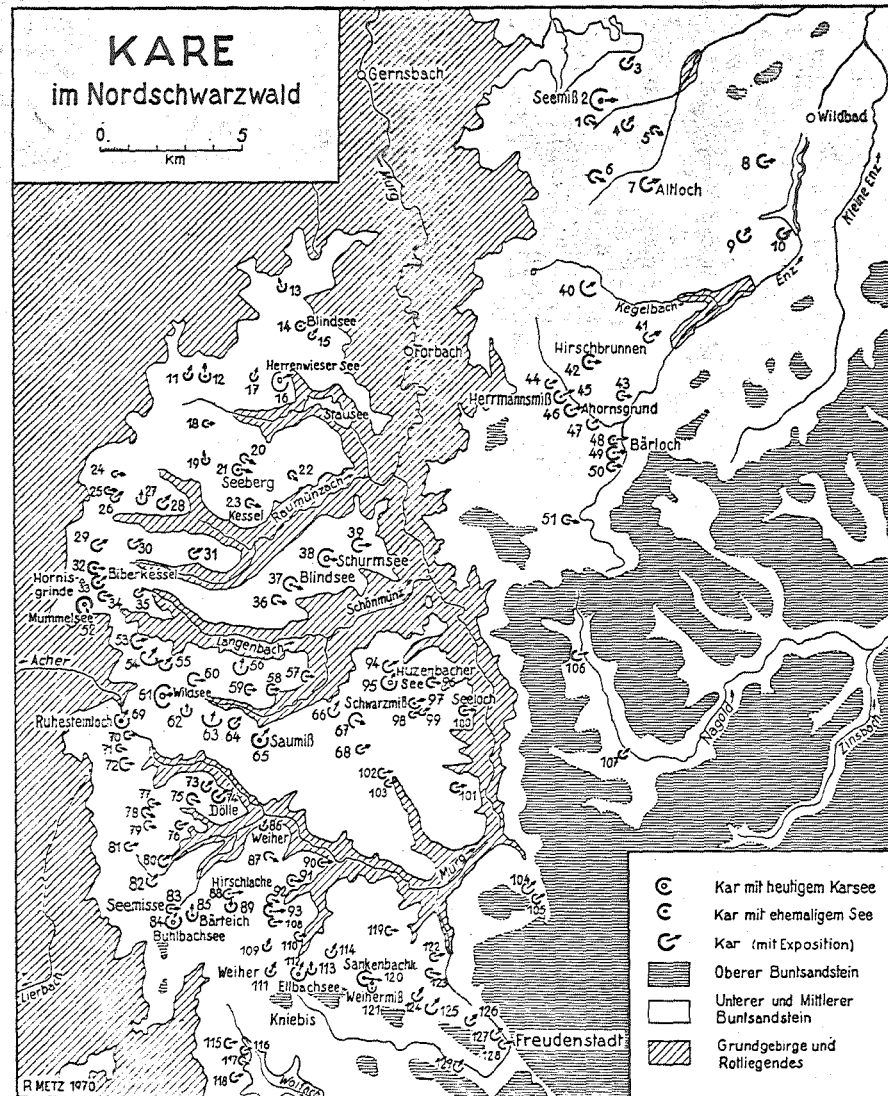 KARE
im Nordschwarzwald
0 5
km
Gernsbach
Murg
3
Seemiß 2
1
4
5
Wildbad
6
7 Altloch
8
Kleine Enz
9
10
Enz
13
40
Kegelbach
14 Blindsee
15
41
Forbach
Hirschbrunnen
42
11
12
17
Herrenwieser See
16
44
45
43
Herrmannsmiß
46
Ahornsgrund
Stausee
18
47
48
Bärloch
49
50
19
20
21
Seeberg
22
24
25
26
27
28
23
Kessel
Raumünzach
51
29
30
31
39
38
Schurmsee
32
Biberkessel
Hornis-
grinde
33
34
35
37
Blindsee
36
Schönmünz
Mummelsee
52
Langenbach
53
54
55
56
57
94
Huzenbacher
See
95
96
106
Acher
60
59
58
61
Wildsee
97
Schwarzmiß
98
99
Seeloch
100
Ruhesteinloch
69
62
63
64
66
67
70
71
72
65
Saumiß
68
Nagold
Zinsbach
107
102
103
101
73
74
75
Dölle
77
78
79
76
86
Weiher
81
80
87
90
Murg
82
91
104
105
Hirschlache
88
92
Seemisse
83
85
89
93
84
Bärteich
108
Buhlbachsee
119
109
110
114
122
112
Weiher
111
113
Sankenbachk.
120
123
Ellbachsee
Weihermiß
121
124
125
126
Lierbach
Kniebis
127
Freudenstadt
128
115
116
117
118
129
Wolfach
R. METZ 1970
Kar mit heutigem Karsee
Kar mit ehemaligem See
Kar (mit Exposition)
Oberer Buntsandstein
Unterer und Mittlerer
Buntsandstein
Grundgebirge und
Rotliegendes